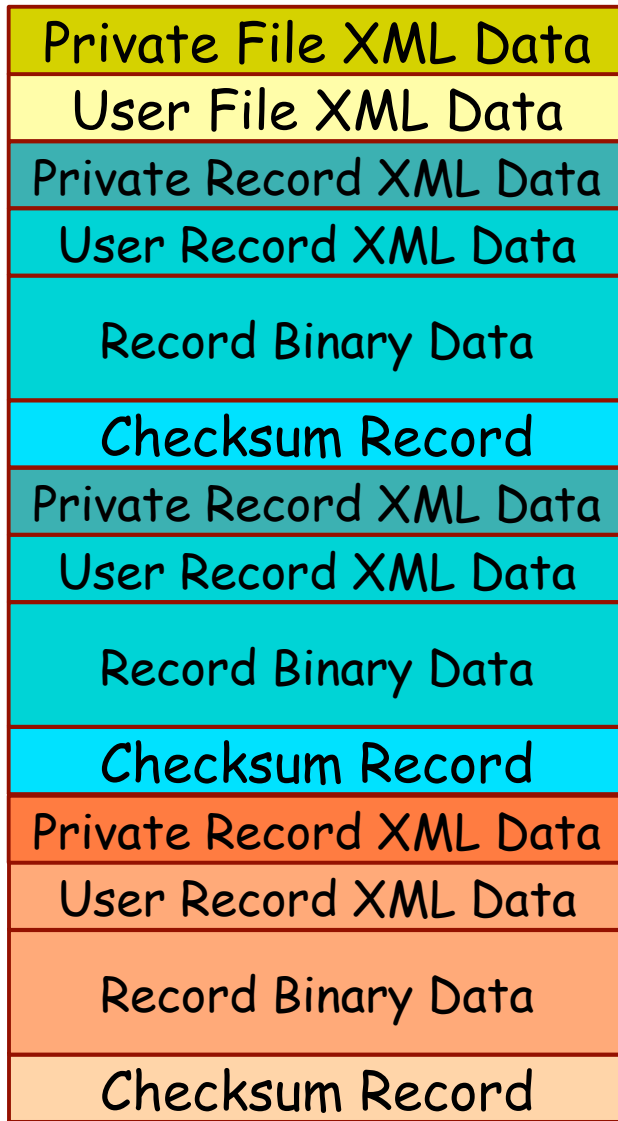 Private File XML Data
User File XML Data
Private Record XML Data
User Record XML Data
Record Binary Data
Checksum Record
Private Record XML Data
User Record XML Data
Record Binary Data
Checksum Record
Private Record XML Data
User Record XML Data
Record Binary Data
Checksum Record